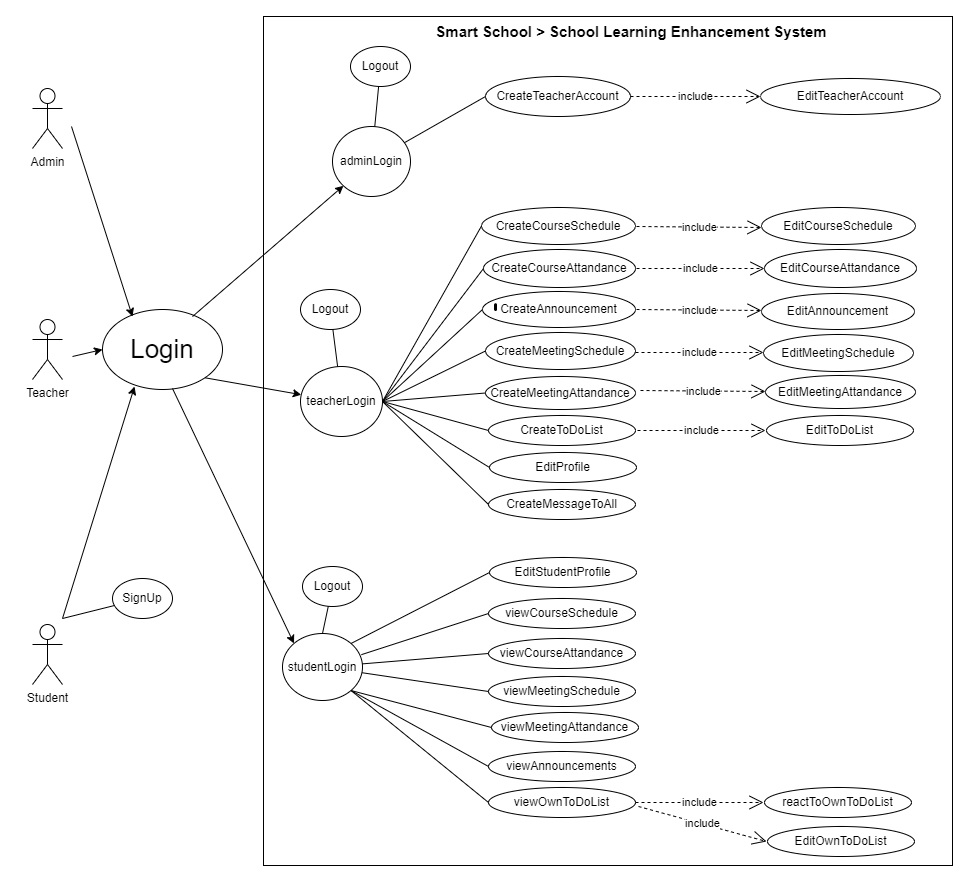 Smart School > School Learning Enhancement System
Logout
Admin
CreateTeacherAccount
include
EditTeacherAccount
adminLogin
CreateCourseSchedule
include
EditCourseSchedule
CreateCourseAttandance
include
EditCourseAttandance
Logout
CreateAnnouncement
include
EditAnnouncement
Login
CreateMeetingSchedule
include
EditMeetingSchedule
Teacher
teacherLogin
CreateMeetingAttandance
include
EditMeetingAttandance
CreateToDoList
include
EditToDoList
EditProfile
CreateMessageToAll
Logout
EditStudentProfile
SignUp
viewCourseSchedule
viewCourseAttandance
studentLogin
Student
viewMeetingSchedule
viewMeetingAttandance
viewAnnouncements
viewOwnToDoList
include
reactToOwnToDoList
include
EditOwnToDoList